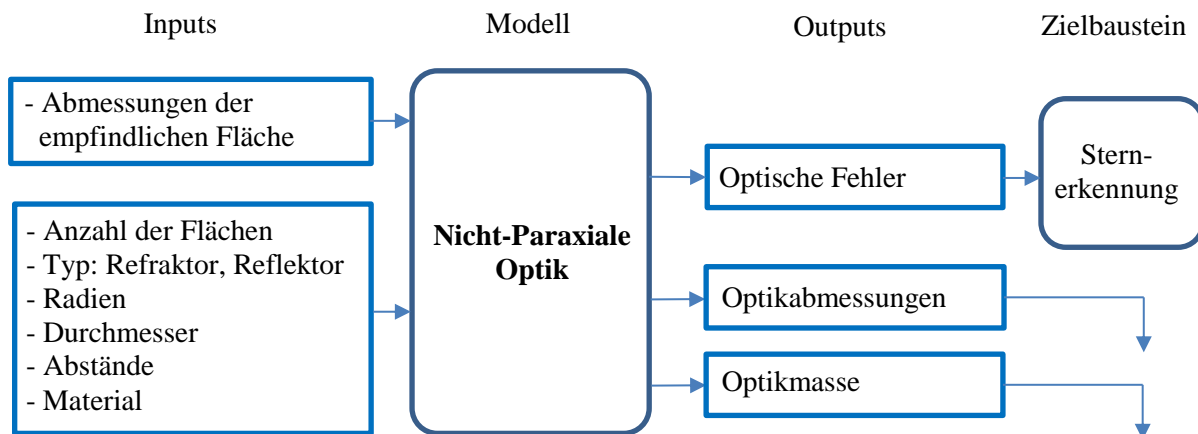 Inputs
Modell
Outputs
Zielbaustein
- Abmessungen der
empfindlichen Fläche
- Anzahl der Flächen
- Typ: Refraktor, Reflektor
- Radien
- Durchmesser
- Abstände
- Material
Nicht-Paraxiale
Optik
Optische Fehler
Optikabmessungen
Optikmasse
Stern-
erkennung